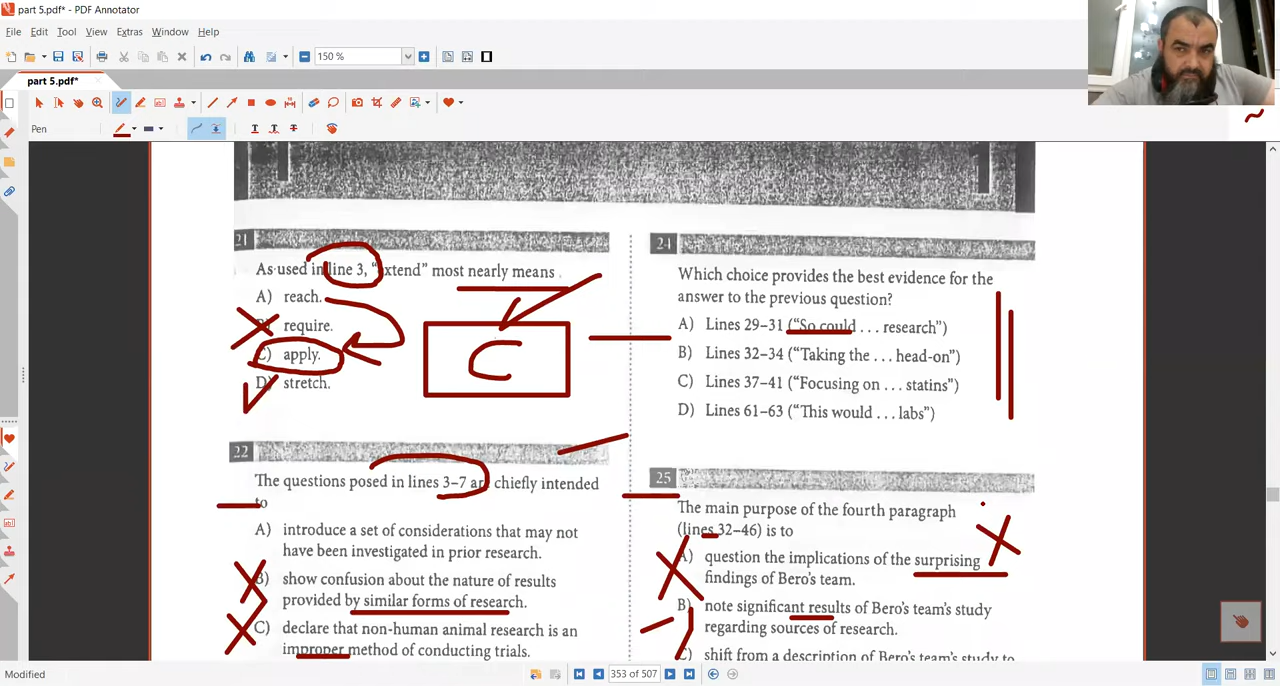 part 5.pdf* - PDF Annotator
File Edit Tool View Extras Window Help
150 %
part 5.pdf*
Pen
21
As used in line 3, "extend" most nearly means
A) reach.
B) require.
C) apply.
D) stretch.
C
22
The questions posed in lines 3–7 are chiefly intended
to
A) introduce a set of considerations that may not
have been investigated in prior research.
B) show confusion about the nature of results
provided by similar forms of research.
C) declare that non-human animal research is an
improper method of conducting trials.
24
Which choice provides the best evidence for the
answer to the previous question?
A) Lines 29–31 ("So could . . . research")
B) Lines 32–34 ("Taking the . . . head-on")
C) Lines 37–41 ("Focusing on . . . statins")
D) Lines 61–63 ("This would . . . labs")
25
The main purpose of the fourth paragraph
(lines 32–46) is to
A) question the implications of the surprising
findings of Bero's team.
B) note significant results of Bero's team's study
regarding sources of research.
C) shift from a description of Bero's team's study to
Modified
353 of 507